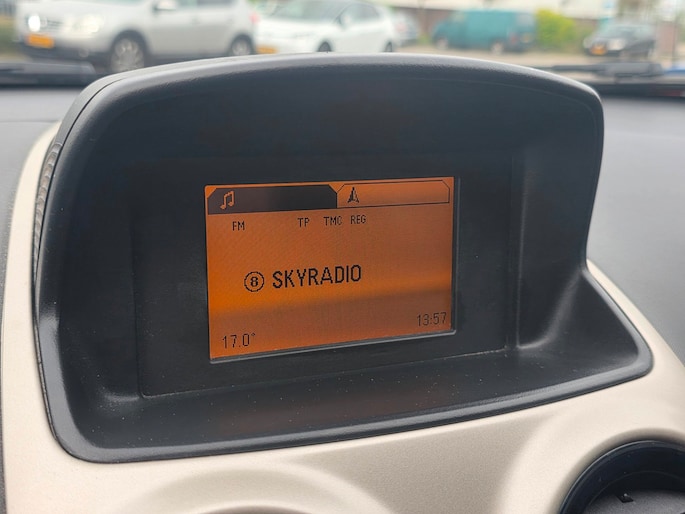 FM TP TMC REG
8 SKYRADIO
17.0° 13:57